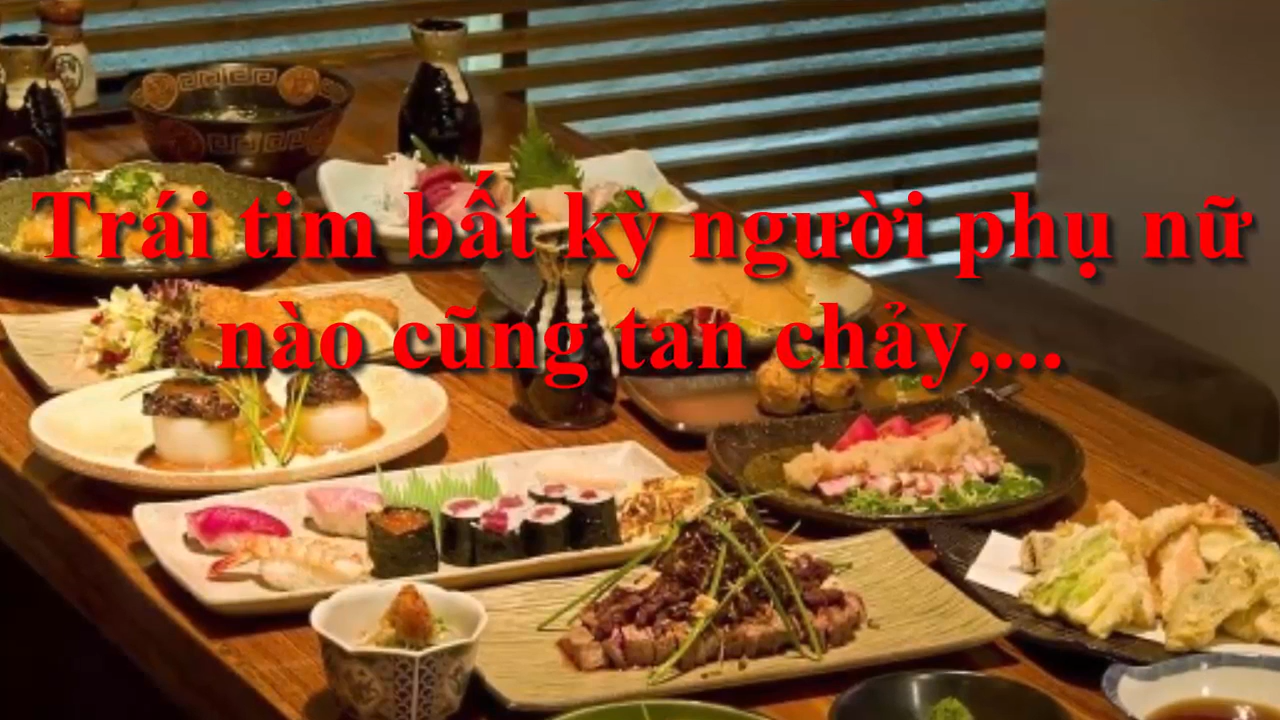 Trái tim bất kỳ người phụ nữ
nào cũng tan chảy,...